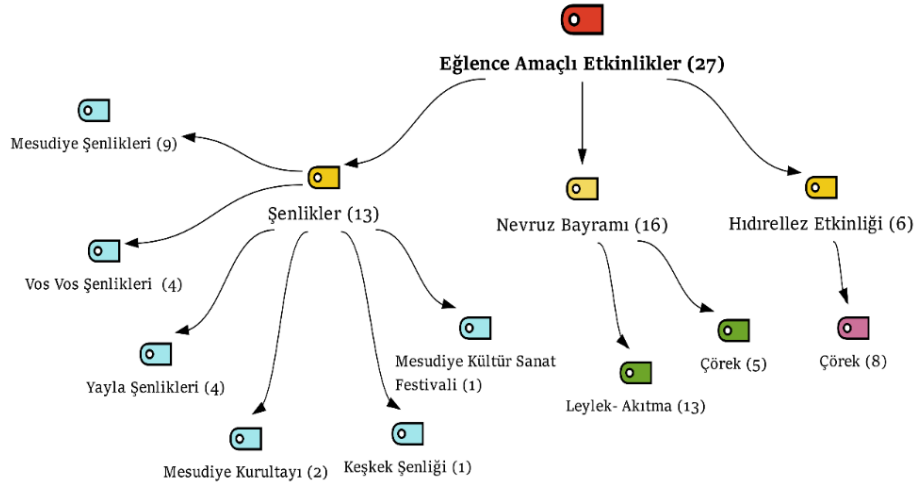 Eğlence Amaçlı Etkinlikler (27)
Mesudiye Şenlikleri (9)
Şenlikler (13)
Nevruz Bayramı (16)
Hıdırellez Etkinliği (6)
Vos Vos Şenlikleri (4)
Yayla Şenlikleri (4)
Mesudiye Kültür Sanat
Festivali (1)
Çörek (5)
Çörek (8)
Leylek- Akıtma (13)
Mesudiye Kurultayı (2)
Keşkek Şenliği (1)